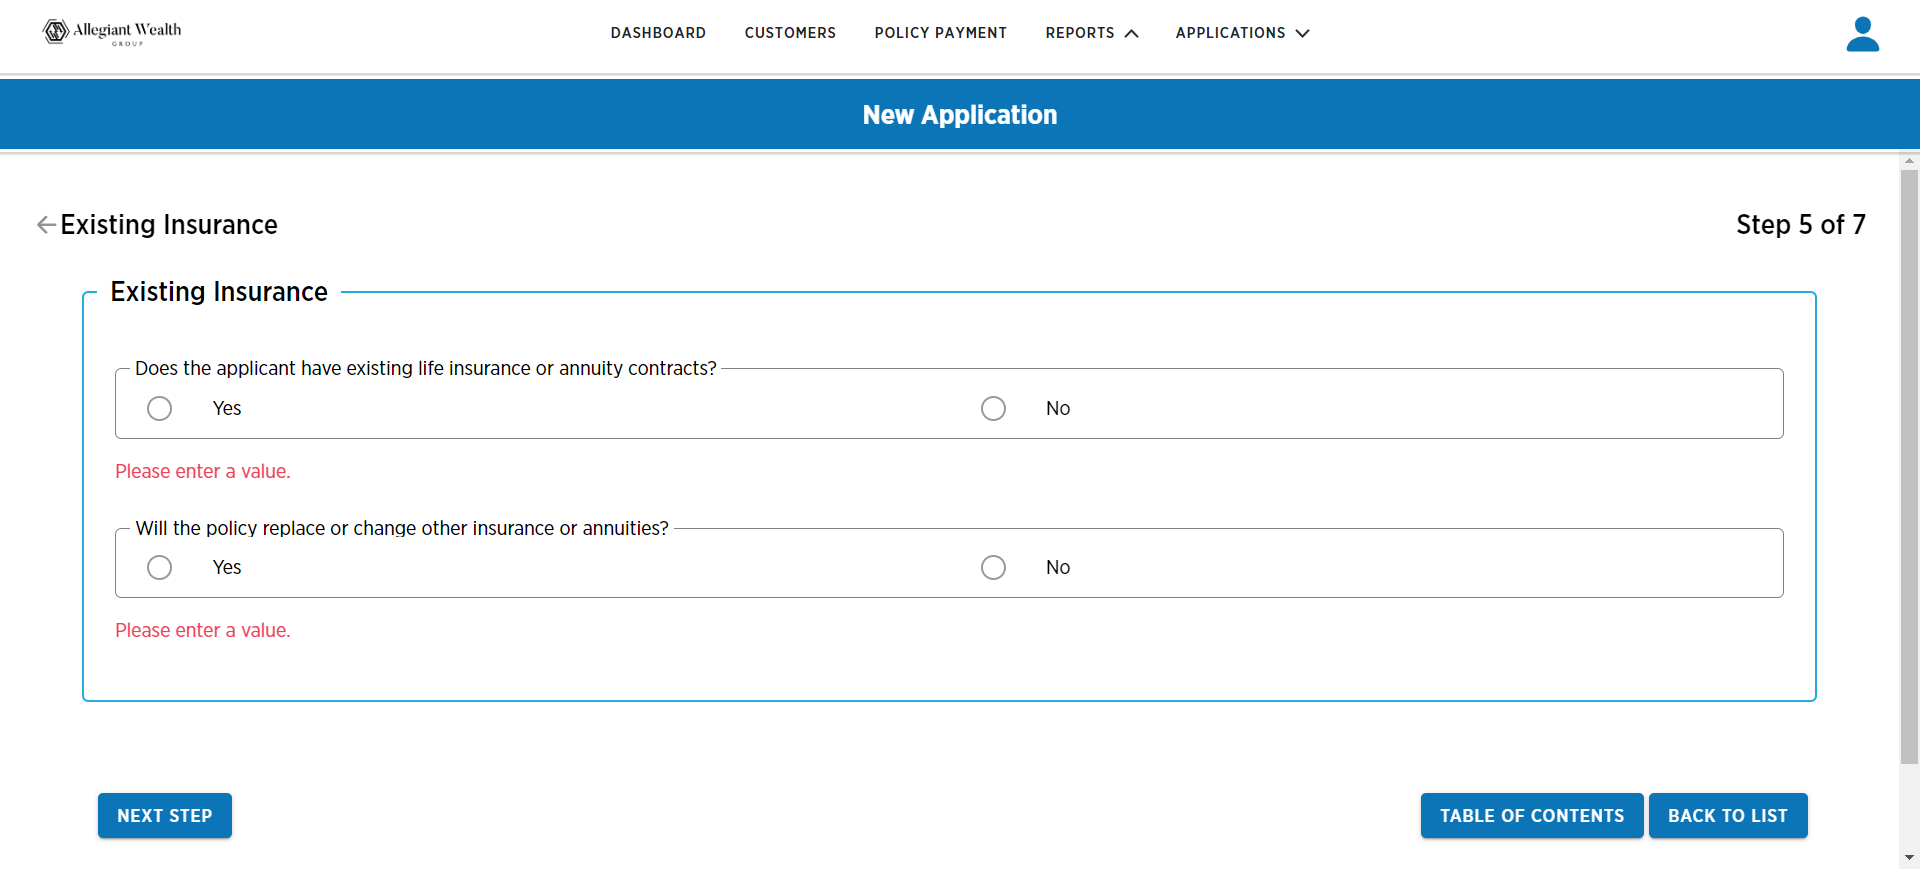 Allegiant Wealth
GROUP
DASHBOARD
CUSTOMERS
POLICY PAYMENT
REPORTS
APPLICATIONS
New Application
Existing Insurance
Step 5 of 7
Existing Insurance
Does the applicant have existing life insurance or annuity contracts?
Yes
No
Please enter a value.
Will the policy replace or change other insurance or annuities?
Yes
No
Please enter a value.
NEXT STEP
TABLE OF CONTENTS
BACK TO LIST